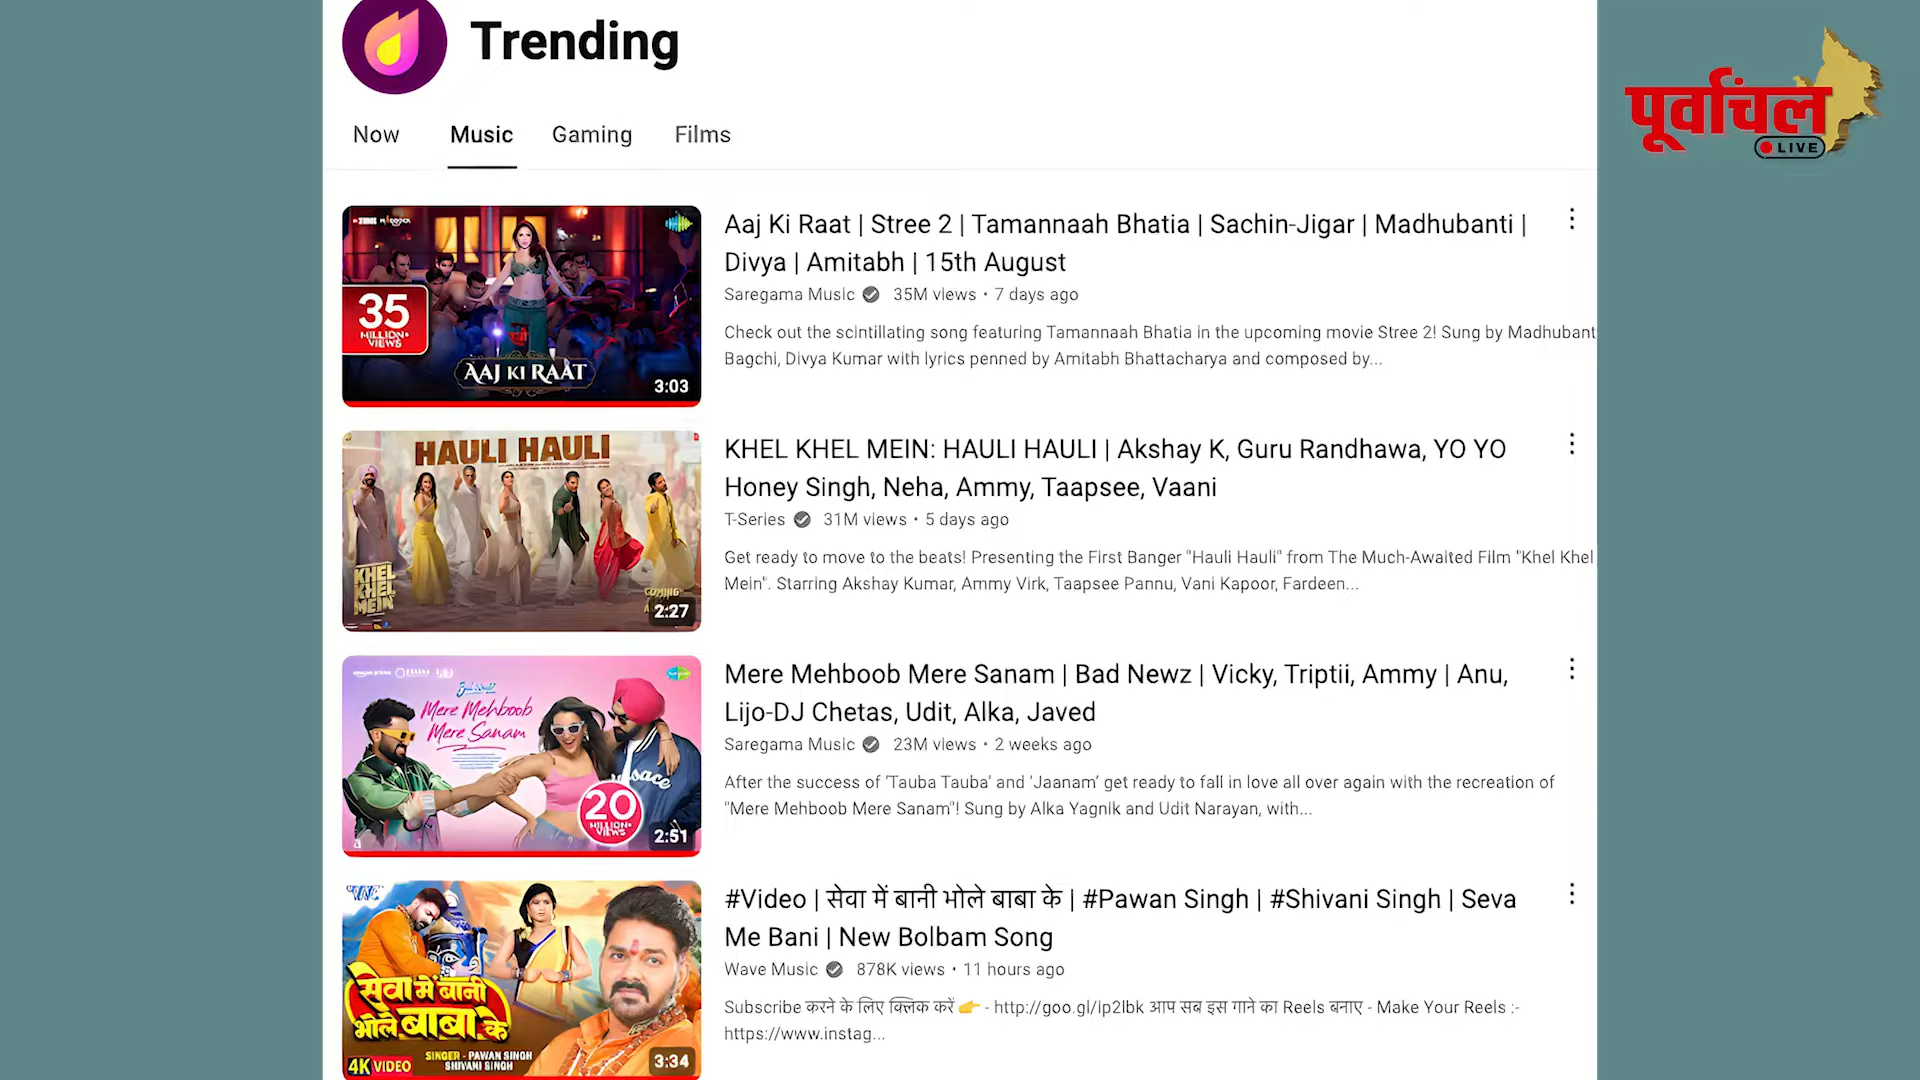 Trending
पूर्वांचल
LIVE
Now
Music
Gaming
Films
35
MILLION+
VIEWS
AAJ KI RAAT
3:03
Aaj Ki Raat | Stree 2 | Tamannaah Bhatia | Sachin-Jigar | Madhubanti |
Divya | Amitabh | 15th August
Saregama Music 35M views • 7 days ago
Check out the scintillating song featuring Tamannaah Bhatia in the upcoming movie Stree 2! Sung by Madhubant
Bagchi, Divya Kumar with lyrics penned by Amitabh Bhattacharya and composed by...
HAULI HAULI
KHEL
KHEL
MEIN
COMING
2:27
KHEL KHEL MEIN: HAULI HAULI | Akshay K, Guru Randhawa, YO YO
Honey Singh, Neha, Ammy, Taapsee, Vaani
T-Series 31M views • 5 days ago
Get ready to move to the beats! Presenting the First Banger "Hauli Hauli" from The Much-Awaited Film "Khel Khel
Mein". Starring Akshay Kumar, Ammy Virk, Taapsee Pannu, Vani Kapoor, Fardeen...
Bad Newz
Mere Mehboob
Mere Sanam
20
MILLION+
VIEWS
2:51
Mere Mehboob Mere Sanam | Bad Newz | Vicky, Triptii, Ammy | Anu,
Lijo-DJ Chetas, Udit, Alka, Javed
Saregama Music 23M views • 2 weeks ago
After the success of 'Tauba Tauba' and 'Jaanam' get ready to fall in love all over again with the recreation of
"Mere Mehboob Mere Sanam"! Sung by Alka Yagnik and Udit Narayan, with...
WAVE
सेवा में बानी
भोले बाबा के
SINGER - PAWAN SINGH
SHIVANI SINGH
4K VIDEO
3:34
#Video | सेवा में बानी भोले बाबा के | #Pawan Singh | #Shivani Singh | Seva
Me Bani | New Bolbam Song
Wave Music 878K views • 11 hours ago
Subscribe करने के लिए क्लिक करें 👉 - http://goo.gl/ip2lbk आप सब इस गाने का Reels बनाए - Make Your Reels :-
https://www.instag...